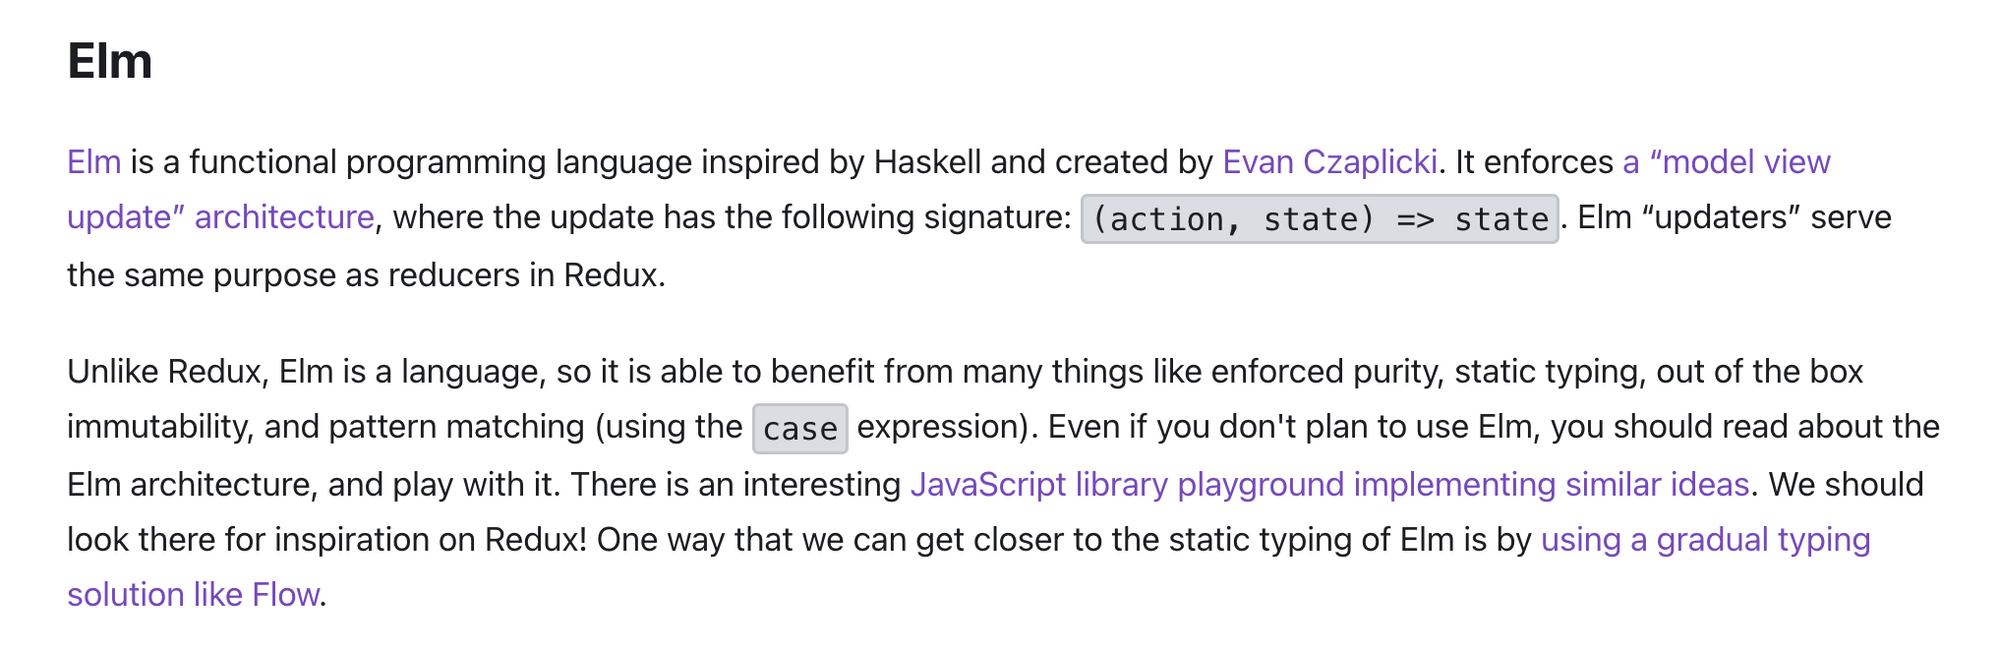 Elm
Elm is a functional programming language inspired by Haskell and created by Evan Czaplicki. It enforces a “model view
update” architecture, where the update has the following signature: (action, state) => state. Elm “updaters” serve
the same purpose as reducers in Redux.
Unlike Redux, Elm is a language, so it is able to benefit from many things like enforced purity, static typing, out of the box
immutability, and pattern matching (using the case expression). Even if you don't plan to use Elm, you should read about the
Elm architecture, and play with it. There is an interesting JavaScript library playground implementing similar ideas. We should
look there for inspiration on Redux! One way that we can get closer to the static typing of Elm is by using a gradual typing
solution like Flow.